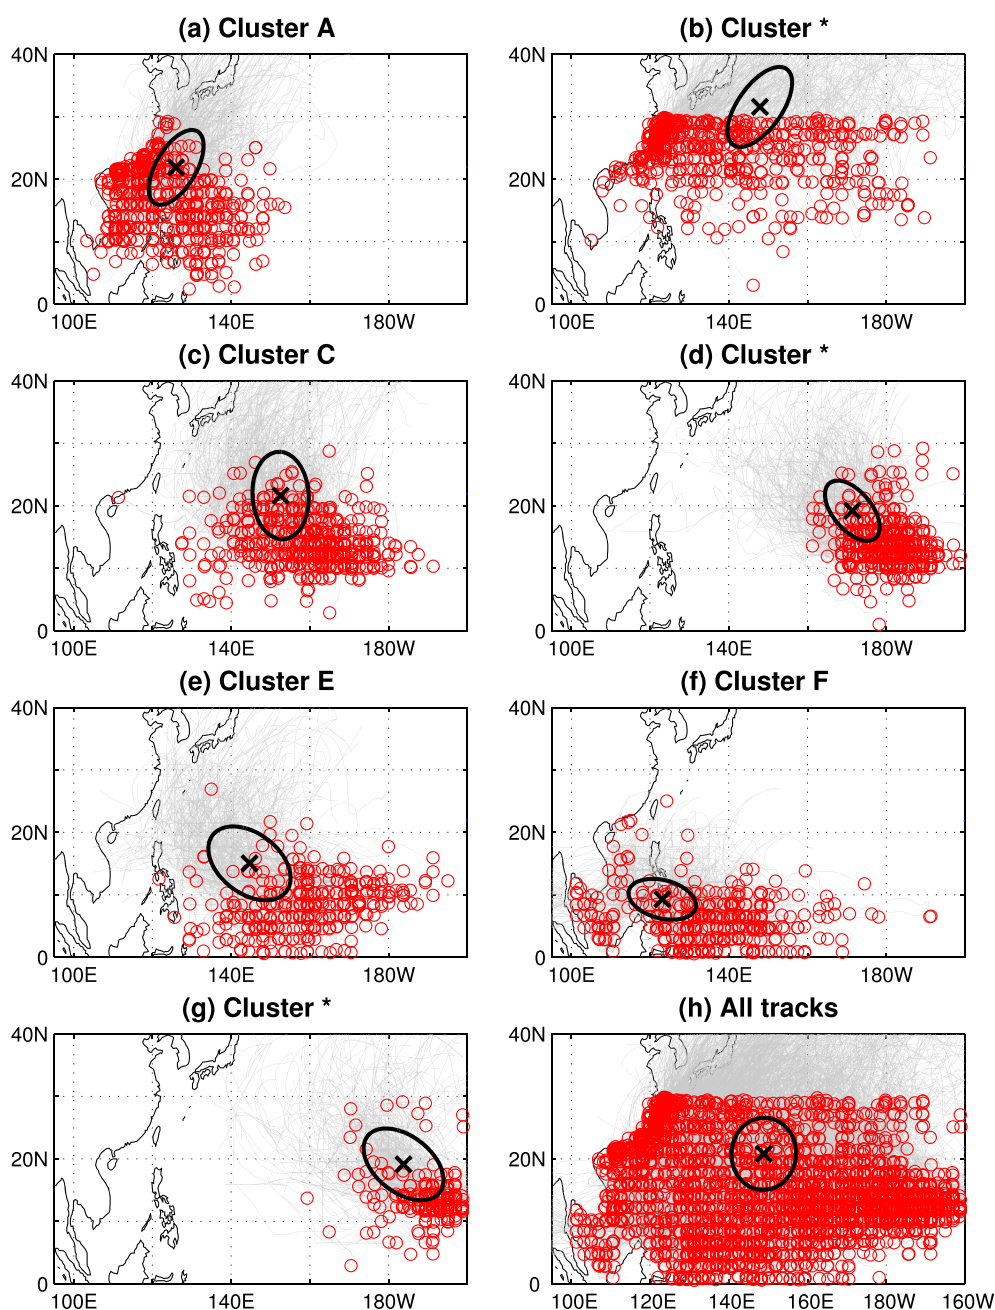 (a) Cluster A
(b) Cluster *
40N
20N
0
100E 140E 180W
40N
20N
0
100E 140E 180W
(c) Cluster C
(d) Cluster *
40N
20N
0
100E 140E 180W
40N
20N
0
100E 140E 180W
(e) Cluster E
(f) Cluster F
40N
20N
0
100E 140E 180W
40N
20N
0
100E 140E 180W
(g) Cluster *
(h) All tracks
40N
20N
0
100E 140E 180W
40N
20N
0
100E 120E 140E 160E 180W 160W